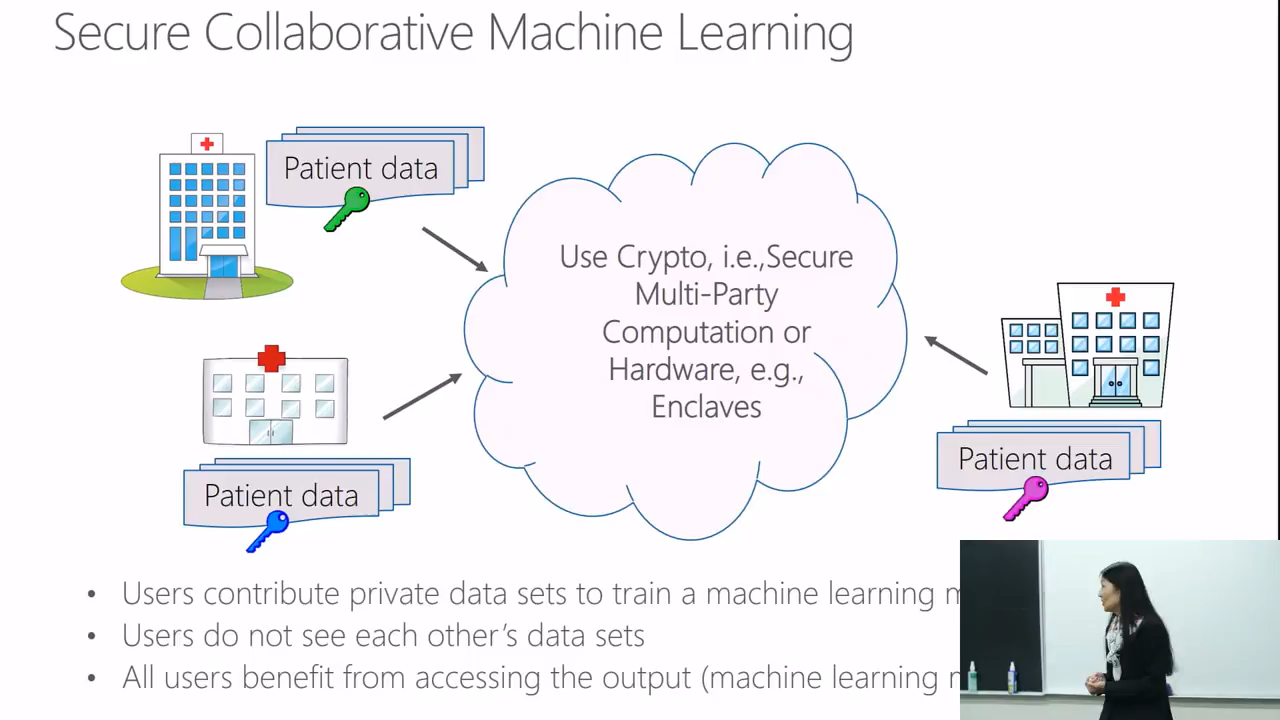 Secure Collaborative Machine Learning
Patient data
Use Crypto, i.e.,Secure
Multi-Party
Computation or
Hardware, e.g.,
Enclaves
Patient data
Patient data
• Users contribute private data sets to train a machine learning
• Users do not see each other's data sets
• All users benefit from accessing the output (machine learning